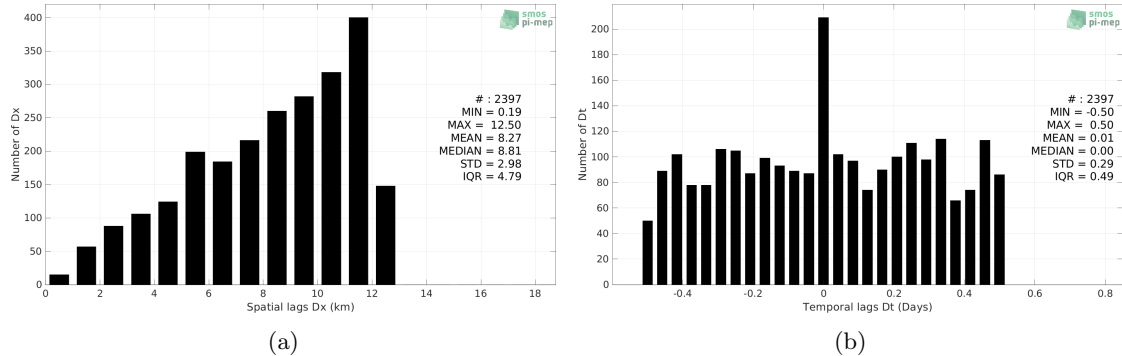 400
350
300
250
200
150
100
50
0
Number of Dx
0 2 4 6 8 10 12 14 16 18
Spatial lags Dx (km)
smos
pi-mep
# : 2397
MIN = 0.19
MAX = 12.50
MEAN = 8.27
MEDIAN = 8.81
STD = 2.98
IQR = 4.79
(a)
200
180
160
140
120
100
80
60
40
20
0
Number of Dt
-0.4 -0.2 0 0.2 0.4 0.6 0.8
Temporal lags Dt (Days)
smos
pi-mep
# : 2397
MIN = -0.50
MAX = 0.50
MEAN = 0.01
MEDIAN = 0.00
STD = 0.29
IQR = 0.49
(b)